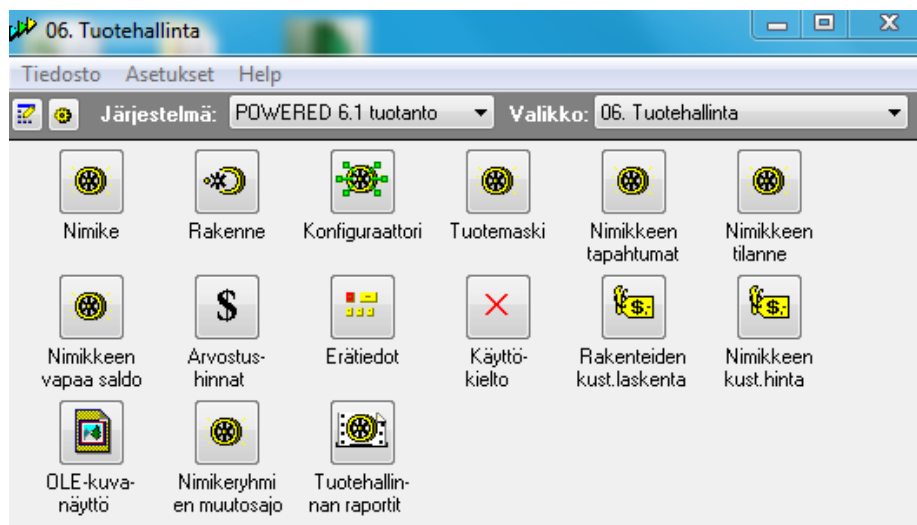 06. Tuotehallinta
Tiedosto Asetukset Help
Järjestelmä: POWERED 6.1 tuotanto Valikko: 06. Tuotehallinta
Nimike Rakenne Konfiguraattori Tuotemaski Nimikkeen Nimikkeen
tapahtumat tilanne
$ $.- $.-
Nimikkeen Arvostus- Erätiedot Käyttö- Rakenteiden Nimikkeen
vapaa saldo hinnat kielto kust.laskenta kust.hinta
OLE-kuva- Nimikeryhmi Tuotehallin-
näyttö en muutosajo nan raportit